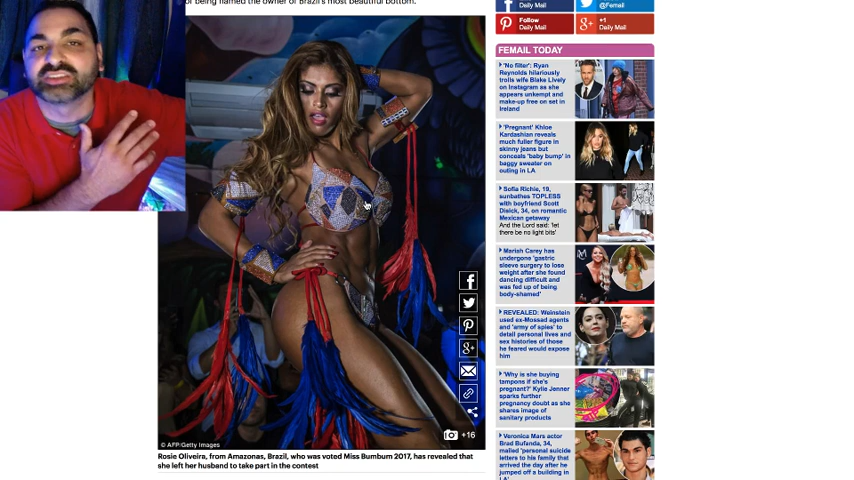 of being named the owner of Brazil's most beautiful bottom.
Daily Mail
@Femail
Follow
Daily Mail
+1
Daily Mail
FEMAIL TODAY
'No filter': Ryan
Reynolds hilariously
trolls wife Blake Lively
on Instagram as she
appears unkempt and
make-up free on set in
Ireland
'Pregnant' Khloe
Kardashian reveals
much fuller figure in
skinny jeans but
conceals 'baby bump' in
baggy sweater on
outing in LA
Sofia Richie, 19,
sunbathes TOPLESS
with boyfriend Scott
Disick, 34, on romantic
Mexican getaway
And the Lord said: 'let
there be no light bits'
Mariah Carey has
undergone 'gastric
sleeve surgery to lose
weight after she found
dancing difficult and
was fed up of being
body-shamed'
REVEALED: Weinstein
used ex-Mossad agents
and 'army of spies' to
detail personal lives and
sex histories of those
he feared would expose
him
'Why is she buying
tampons if she's
pregnant?' Kylie Jenner
sparks further
pregnancy doubt as she
shares image of
sanitary products
Veronica Mars actor
Brad Bufanda, 34,
mailed 'personal suicide
letters to his family that
arrived the day after he
jumped off a building in
LA'
+16
© AFP/Getty Images
Rosie Oliveira, from Amazonas, Brazil, who was voted Miss Bumbum 2017, has revealed that
she left her husband to take part in the contest